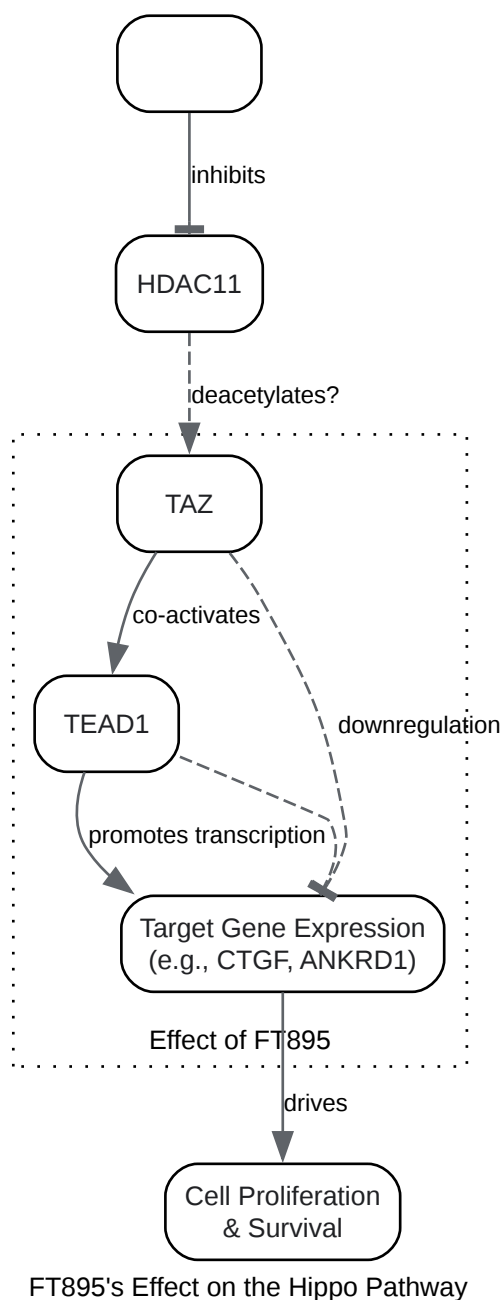 inhibits
HDAC11
deacetylates?
TAZ
co-activates
TEAD1
downregulation
promotes transcription
Target Gene Expression
(e.g., CTGF, ANKRD1)
Effect of FT895
drives
Cell Proliferation
& Survival
FT895's Effect on the Hippo Pathway